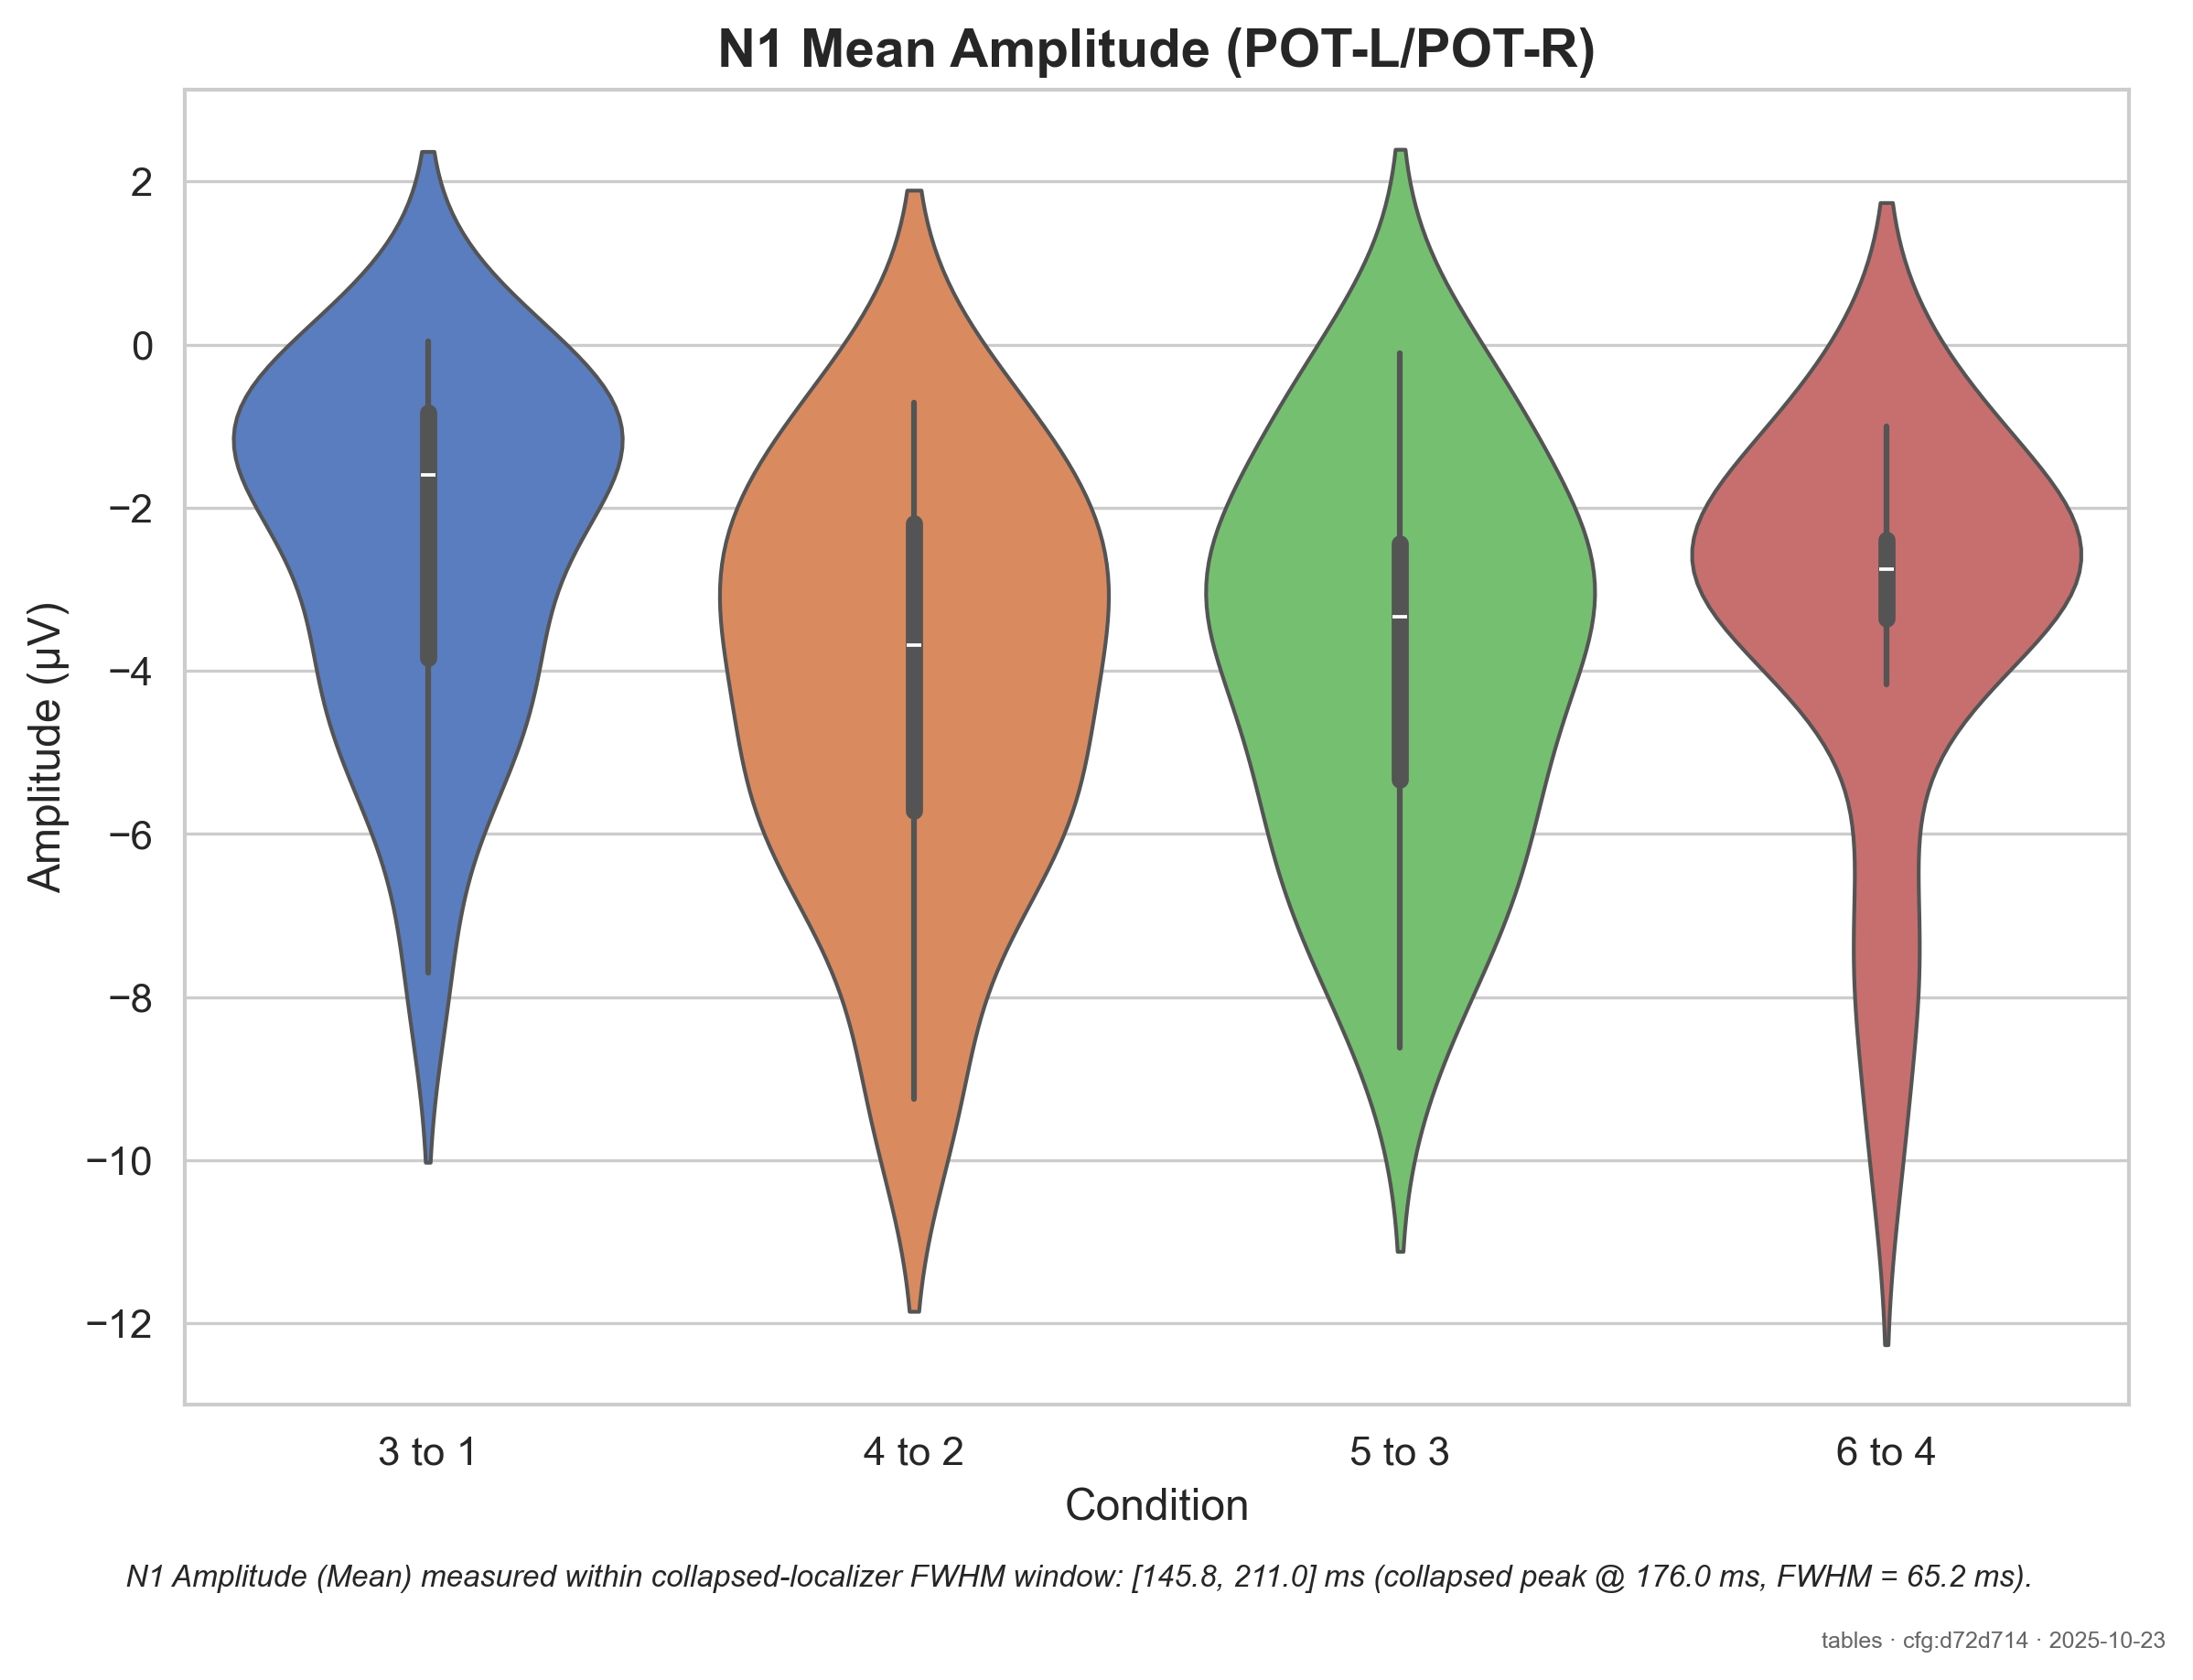 N1 Mean Amplitude (POT-L/POT-R)
Amplitude (µV)
2
0
−2
−4
−6
−8
−10
−12
3 to 1
4 to 2
5 to 3
6 to 4
Condition
N1 Amplitude (Mean) measured within collapsed-localizer FWHM window: [145.8, 211.0] ms (collapsed peak @ 176.0 ms, FWHM = 65.2 ms).
tables · cfg:d72d714 · 2025-10-23